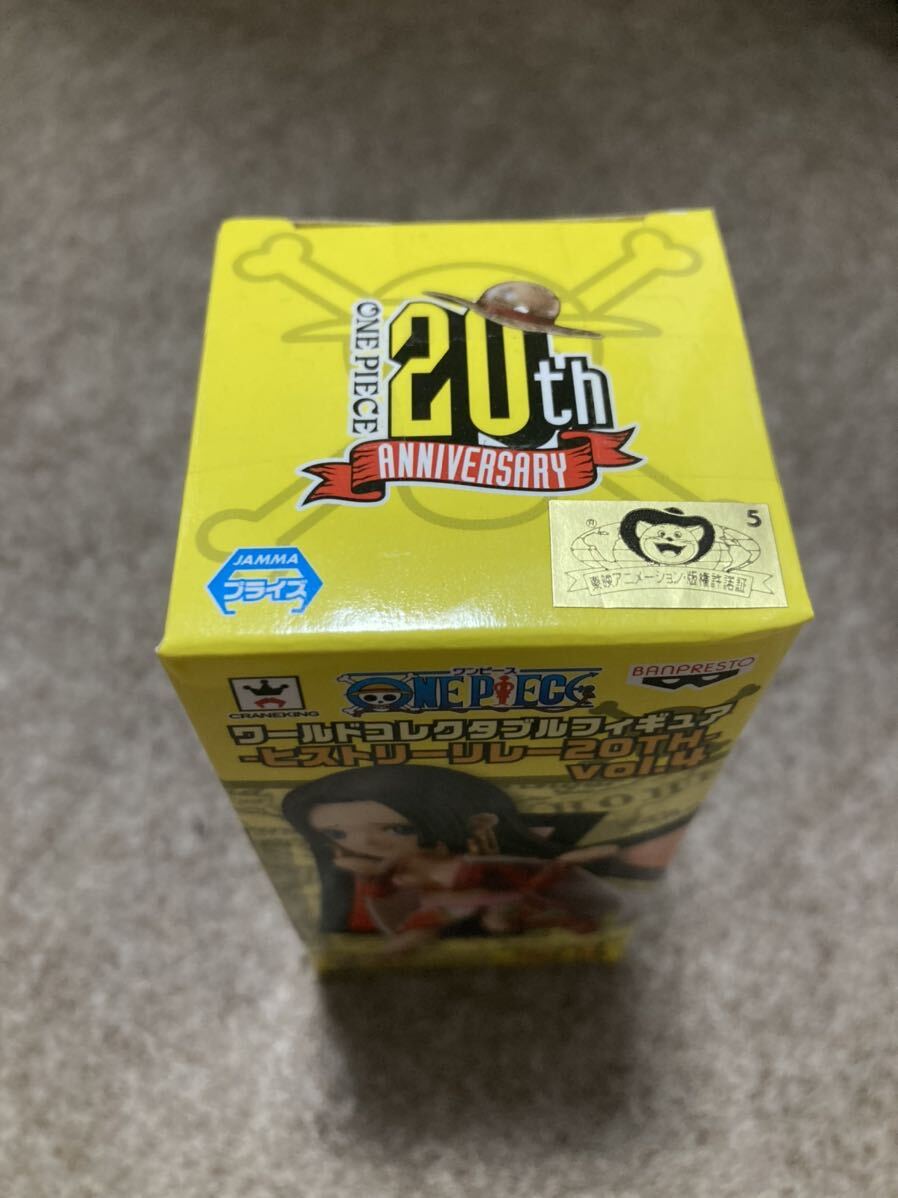 ONE PIECE
20th
ANNIVERSARY
JAMMA
プライズ
5
東映アニメーション・版権許諾証
CRANEKING
ワンピース
ONE PIECE
BANPRESTO
ワールドコレクタブルフィギュア
-ヒストリーリレー20TH-
vol.4